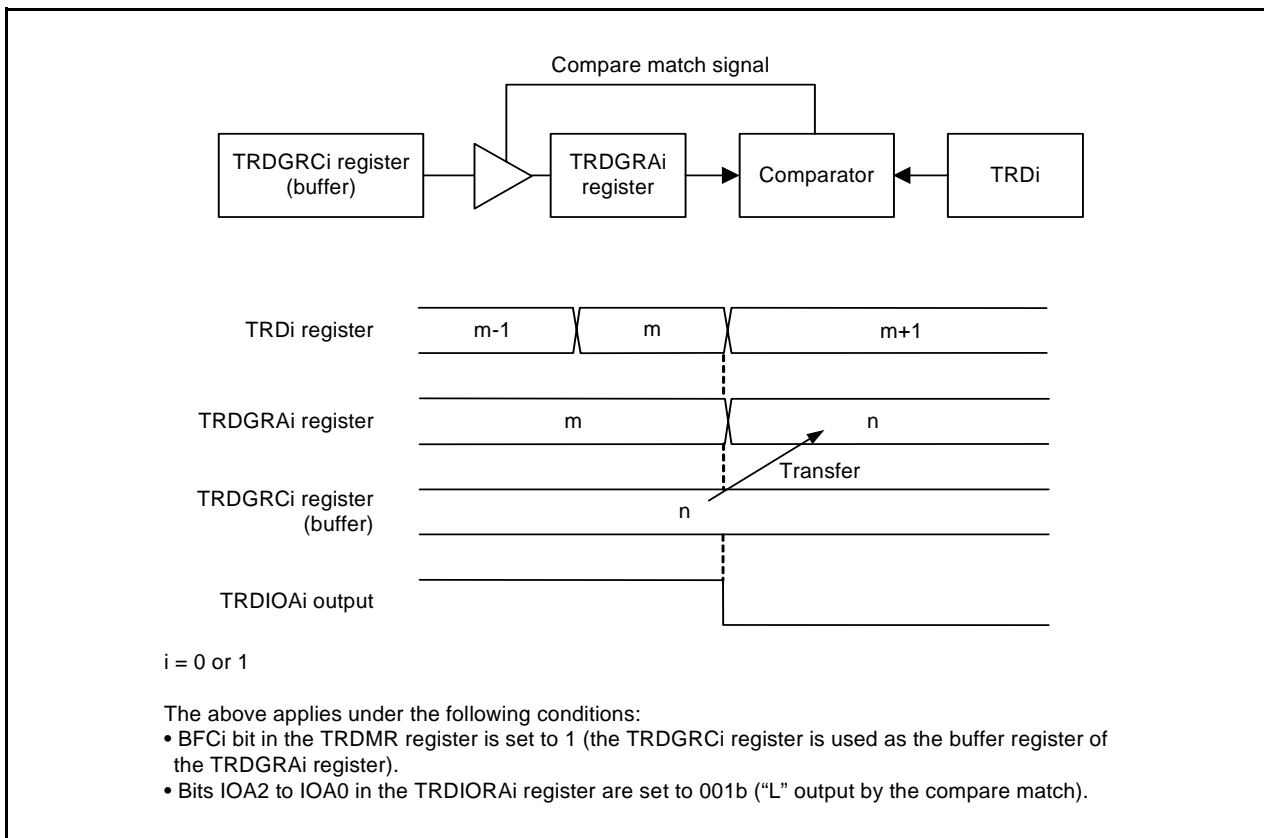 Compare match signal
TRDGRCi register
(buffer)
TRDGRAi
register
Comparator
TRDi
TRDi register
m-1
m
m+1
TRDGRAi register
m
n
Transfer
TRDGRCi register
(buffer)
n
TRDIOAi output
i = 0 or 1
The above applies under the following conditions:
• BFCi bit in the TRDMR register is set to 1 (the TRDGRCi register is used as the buffer register of
the TRDGRAi register).
• Bits IOA2 to IOA0 in the TRDIORAi register are set to 001b (“L” output by the compare match).